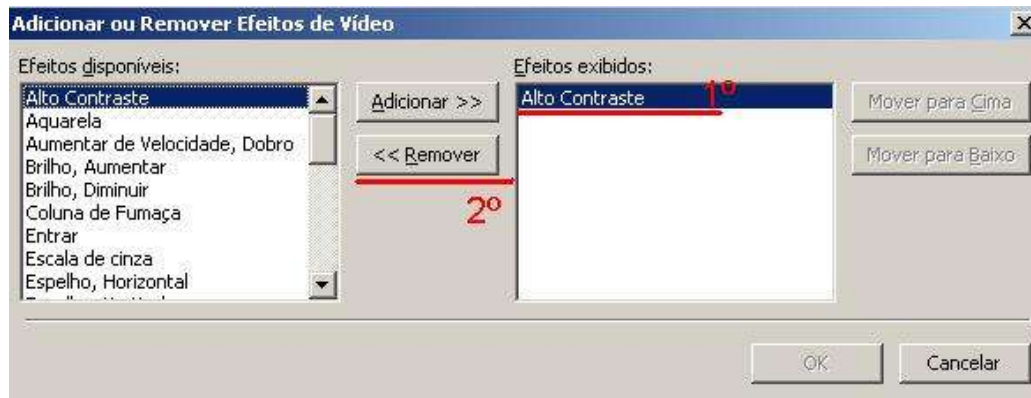 Adicionar ou Remover Efeitos de Vídeo
Efeitos disponíveis:
Alto Contraste
Aquarela
Aumentar de Velocidade, Dobro
Brilho, Aumentar
Brilho, Diminuir
Coluna de Fumaça
Entrar
Escala de cinza
Espelho, Horizontal
Adicionar >>
<< Remover
2º
Efeitos exibidos:
Alto Contraste
1º
Mover para Cima
Mover para Baixo
OK
Cancelar